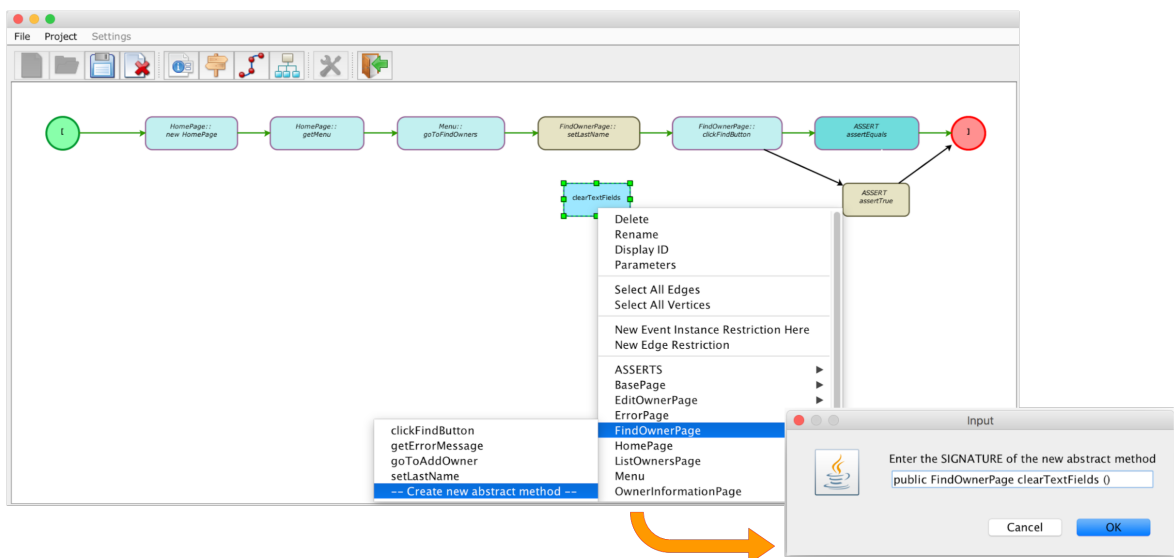 File Project Settings
[
HomePage::
new HomePage
HomePage::
getMenu
Menu::
goToFindOwners
FindOwnerPage::
setLastName
FindOwnerPage::
clickFindButton
ASSERT
assertEquals
]
clearTextFields
ASSERT
assertTrue
Delete
Rename
Display ID
Parameters
Select All Edges
Select All Vertices
New Event Instance Restriction Here
New Edge Restriction
ASSERTS
BasePage
EditOwnerPage
ErrorPage
FindOwnerPage
HomePage
ListOwnersPage
Menu
OwnerInformationPage
clickFindButton
getErrorMessage
goToAddOwner
setLastName
-- Create new abstract method --
Input
Enter the SIGNATURE of the new abstract method
public FindOwnerPage clearTextFields ()
Cancel OK